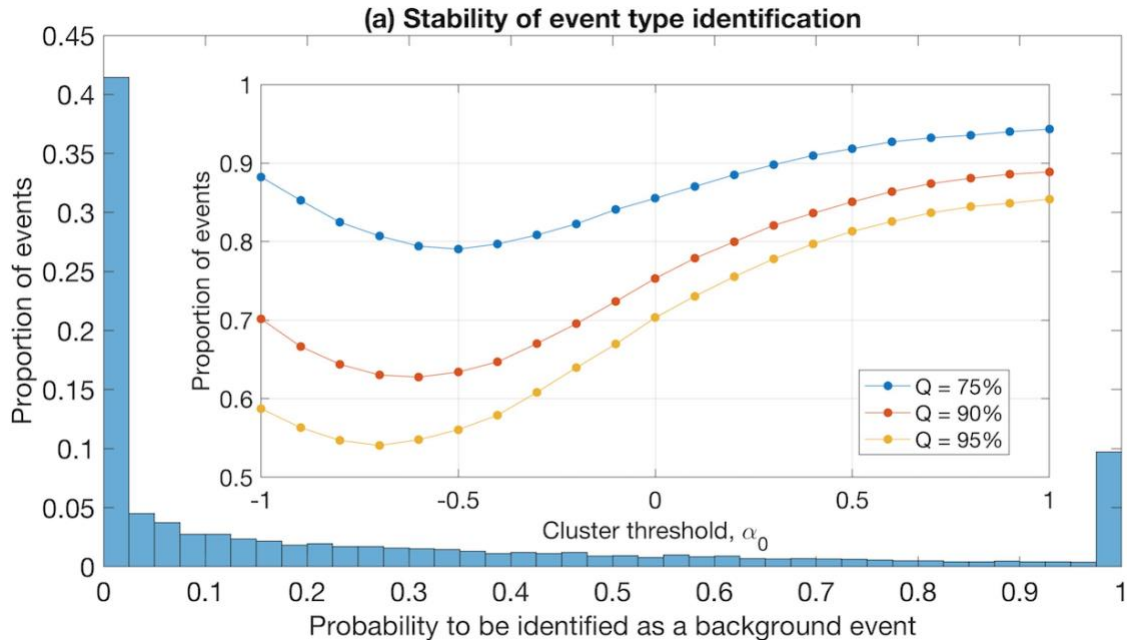 (a) Stability of event type identification
Proportion of events
0.45
0.4
0.35
0.3
0.25
0.2
0.15
0.1
0.05
0
Proportion of events
1
0.9
0.8
0.7
0.6
0.5
-1 -0.5 0 0.5 1
Cluster threshold, α₀
Q = 75%
Q = 90%
Q = 95%
0 0.1 0.2 0.3 0.4 0.5 0.6 0.7 0.8 0.9 1
Probability to be identified as a background event